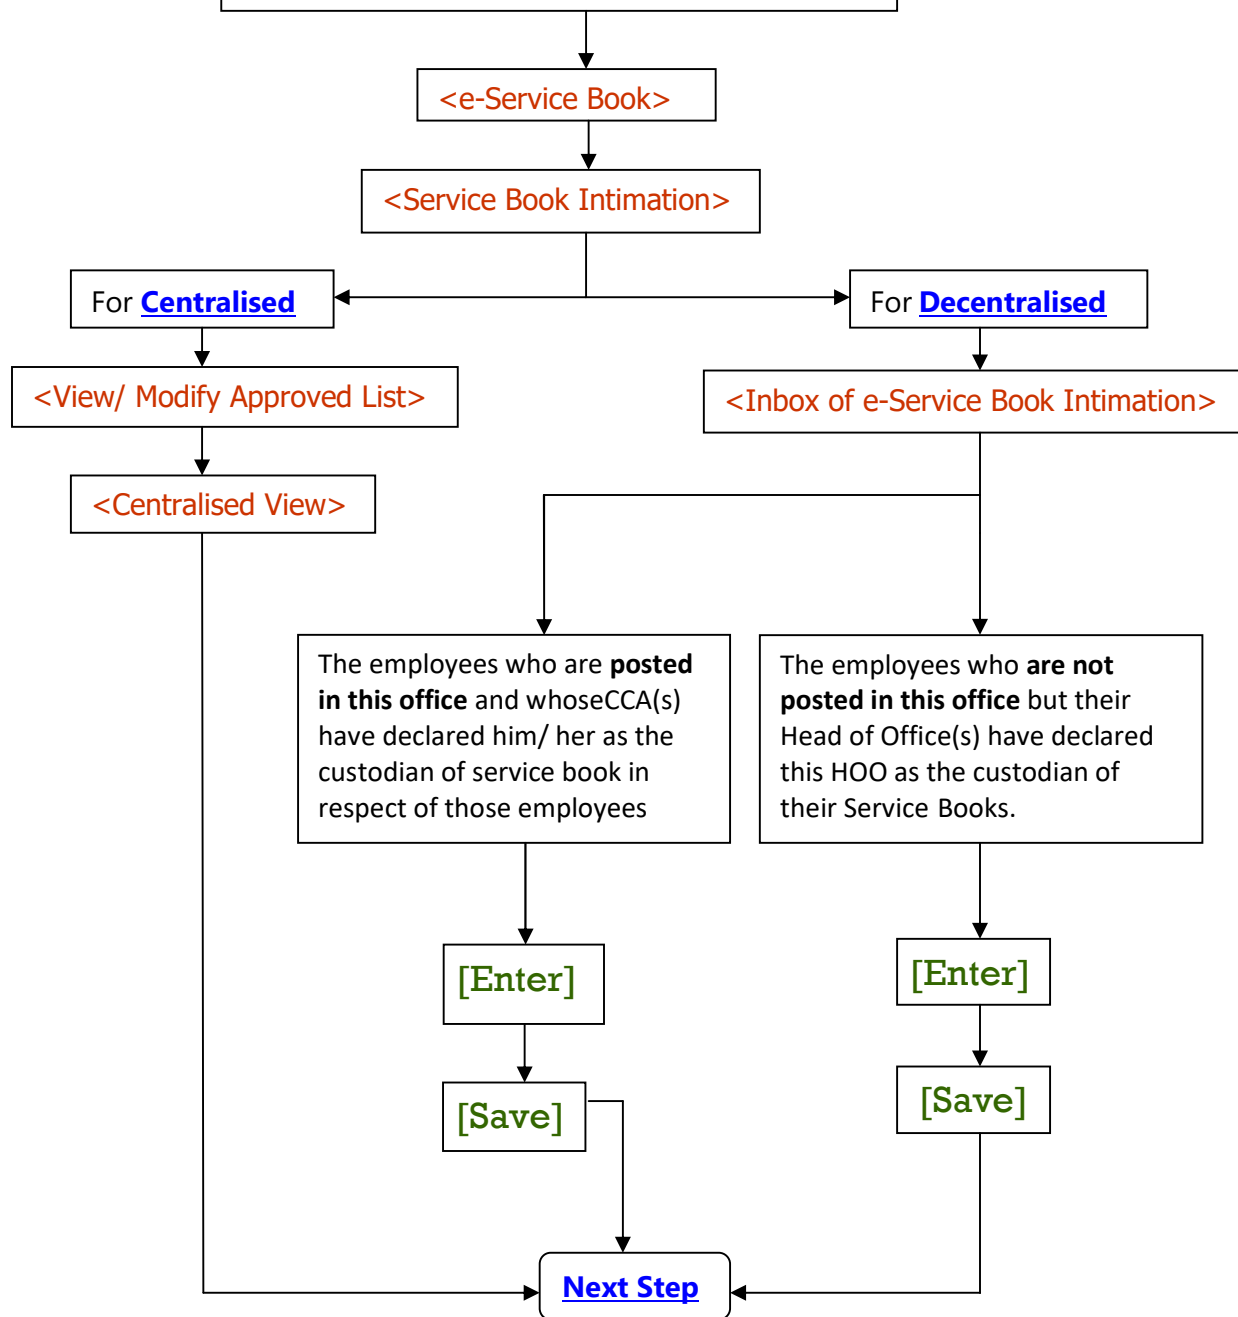 <e-Service Book>
<Service Book Intimation>
For Centralised
For Decentralised
<View/ Modify Approved List>
<Inbox of e-Service Book Intimation>
<Centralised View>
The employees who are posted
in this office and whoseCCA(s)
have declared him/ her as the
custodian of service book in
respect of those employees
The employees who are not
posted in this office but their
Head of Office(s) have declared
this HOO as the custodian of
their Service Books.
[Enter]
[Enter]
[Save]
[Save]
Next Step